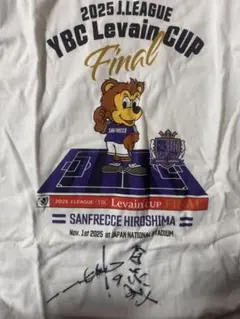 2025 J.LEAGUE
YBC Levain CUP
Final
SANFRECCE
2025 J.LEAGUE YBC Levain CUP FINAL
SANFRECCE HIROSHIMA
Nov. 1st 2025 at JAPAN NATIONAL STADIUM